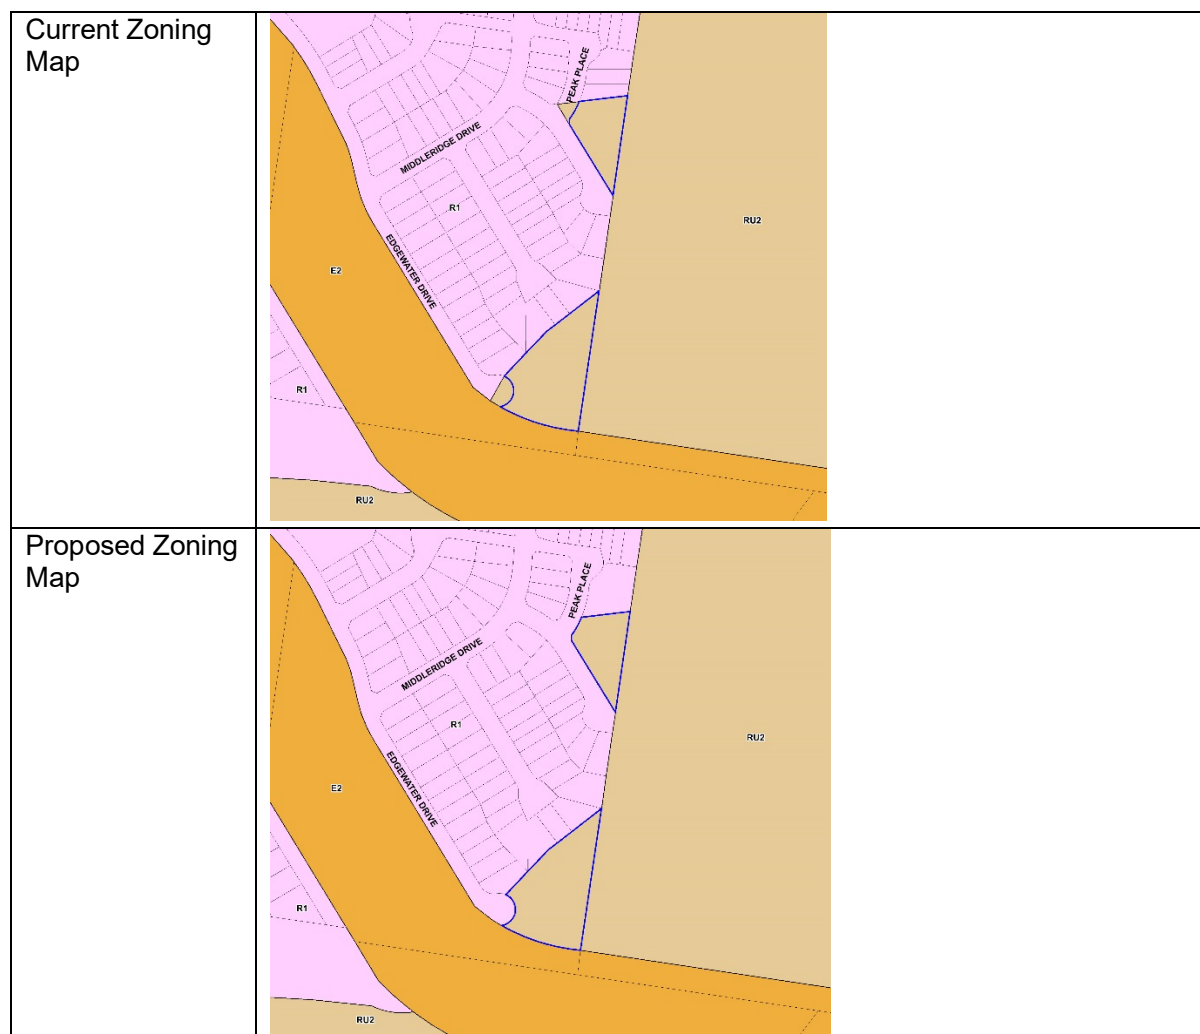 Current Zoning
Map
PEAK PLACE
MIDDLERIDGE DRIVE
R1
RU2
EDGEWATER DRIVE
E2
R1
RU2
Proposed Zoning
Map
PEAK PLACE
MIDDLERIDGE DRIVE
R1
RU2
EDGEWATER DRIVE
E2
R1
RU2